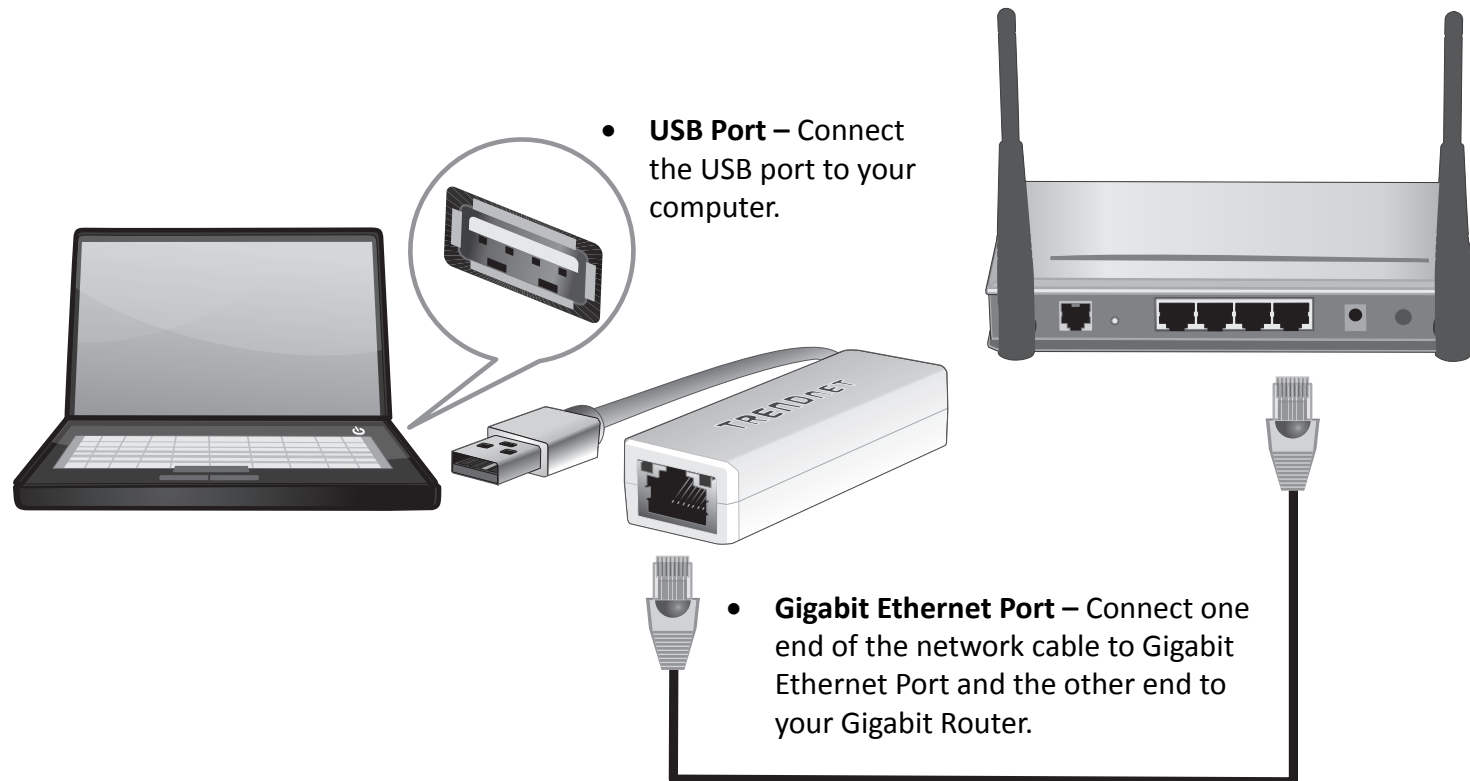 • USB Port – Connect
the USB port to your
computer.
TRENDNET
• Gigabit Ethernet Port – Connect one
end of the network cable to Gigabit
Ethernet Port and the other end to
your Gigabit Router.